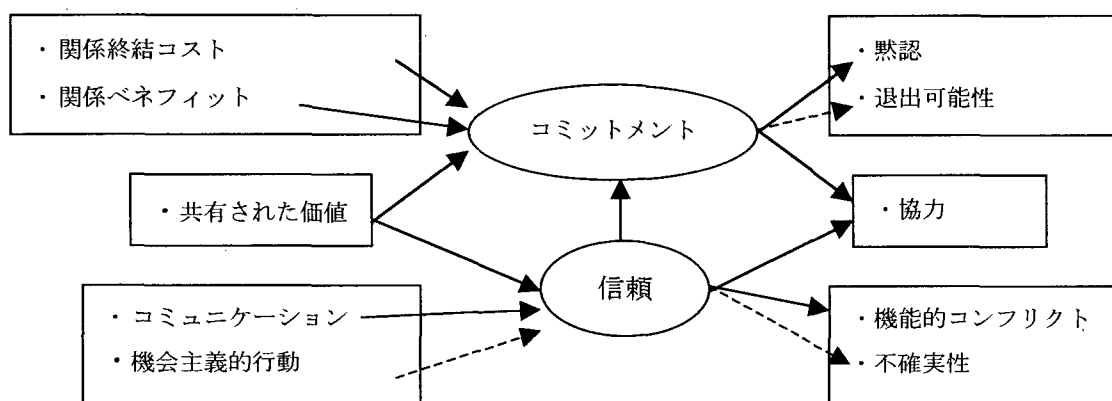 ・関係終結コスト
・関係ベネフィット
コミットメント
・黙認
・退出可能性
・共有された価値
・協力
信頼
・コミュニケーション
・機会主義的行動
・機能的コンフリクト
・不確実性